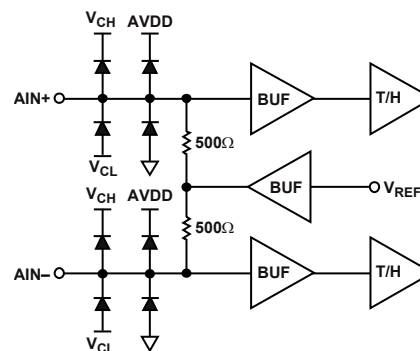 VCH AVDD
AIN+
BUF
T/H
500Ω
VCL
VCH AVDD
BUF
VREF
500Ω
AIN–
BUF
T/H
VCL